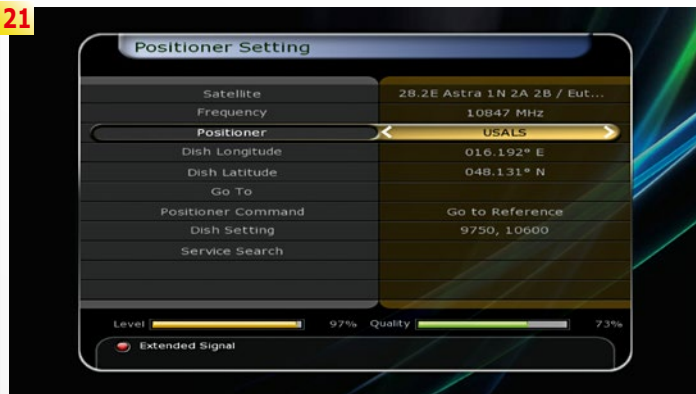 21
Positioner Setting
Satellite 28.2E Astra 1N 2A 2B / Eut...
Frequency 10847 MHz
Positioner USALS
Dish Longitude 016.192° E
Dish Latitude 048.131° N
Go To
Positioner Command Go to Reference
Dish Setting 9750, 10600
Service Search
Level 97% Quality 73%
Extended Signal